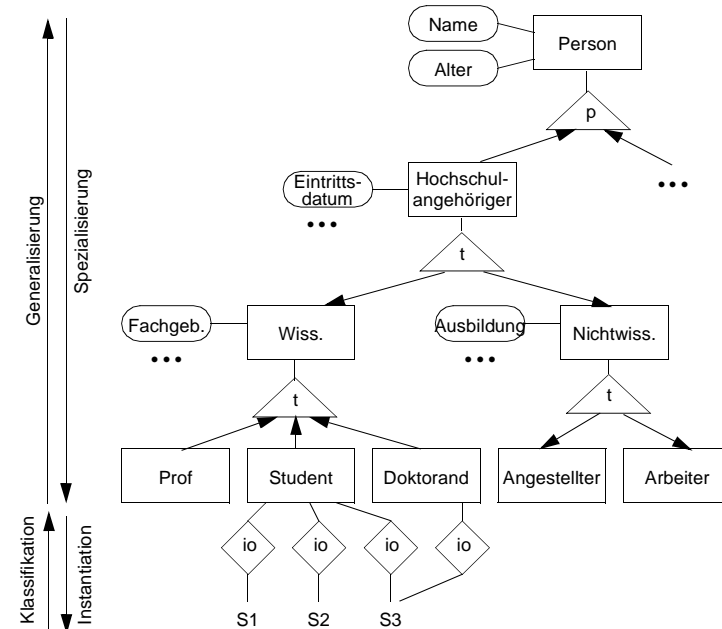 Name
Person
Alter
p
Eintritts-
datum
Hochschul-
angehöriger
•••
•••
t
Generalisierung
Spezialisierung
Fachgeb.
Wiss.
Ausbildung
Nichtwiss.
•••
•••
t
t
Prof
Student
Doktorand
Angestellter
Arbeiter
Klassifikation
Instantiation
io
io
io
io
S1
S2
S3